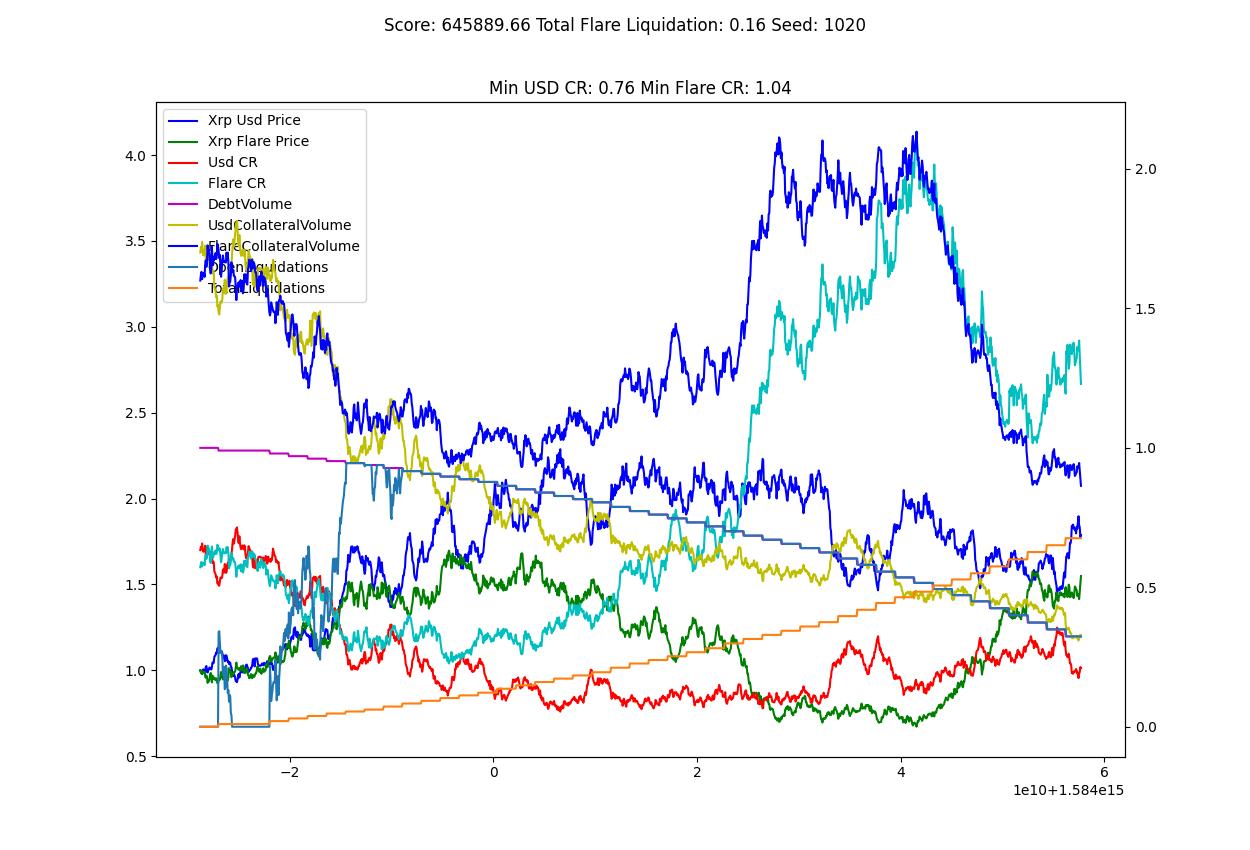 Score: 645889.66 Total Flare Liquidation: 0.16 Seed: 1020
Min USD CR: 0.76 Min Flare CR: 1.04
Xrp Usd Price
Xrp Flare Price
Usd CR
Flare CR
DebtVolume
UsdCollateralVolume
FlareCollateralVolume
OpenLiquidations
TotalLiquidations
4.0
3.5
3.0
2.5
2.0
1.5
1.0
0.5
2.0
1.5
1.0
0.5
0.0
−2
0
2
4
6
1e10+1.584e15